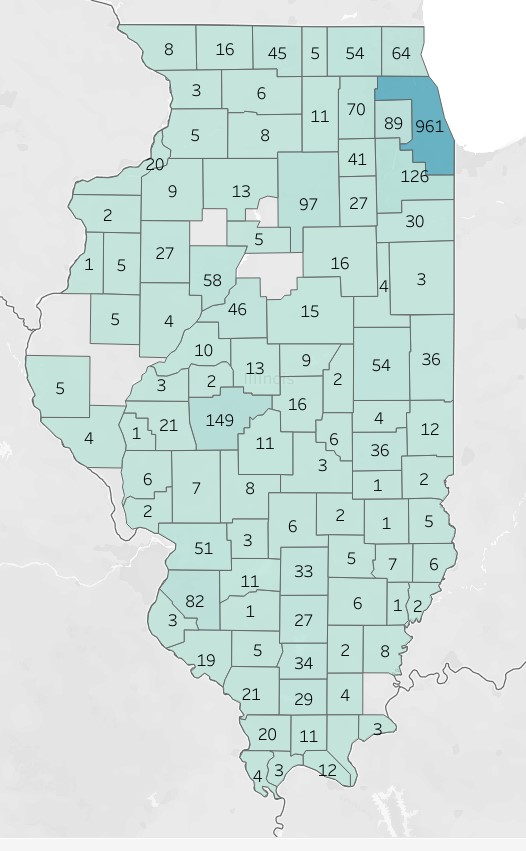 8 16 45 5 54 64
3 6 11 70 89 961
5 8
20 41 126
9 13 97 27
2 5 30
1 5 27 58 16 4 3
5 4 46 15
10 13 9 2 54 36
5 3 2 Illinois
149 16
4 1 21 11 6 4 12
36
6 7 8 3 1 2
2 6 2 1 5
51 3 33 5 7 6
82 11 6 1 2
3 1 27
19 5 34 2 8
21 29 4
20 11 3
4 3 12